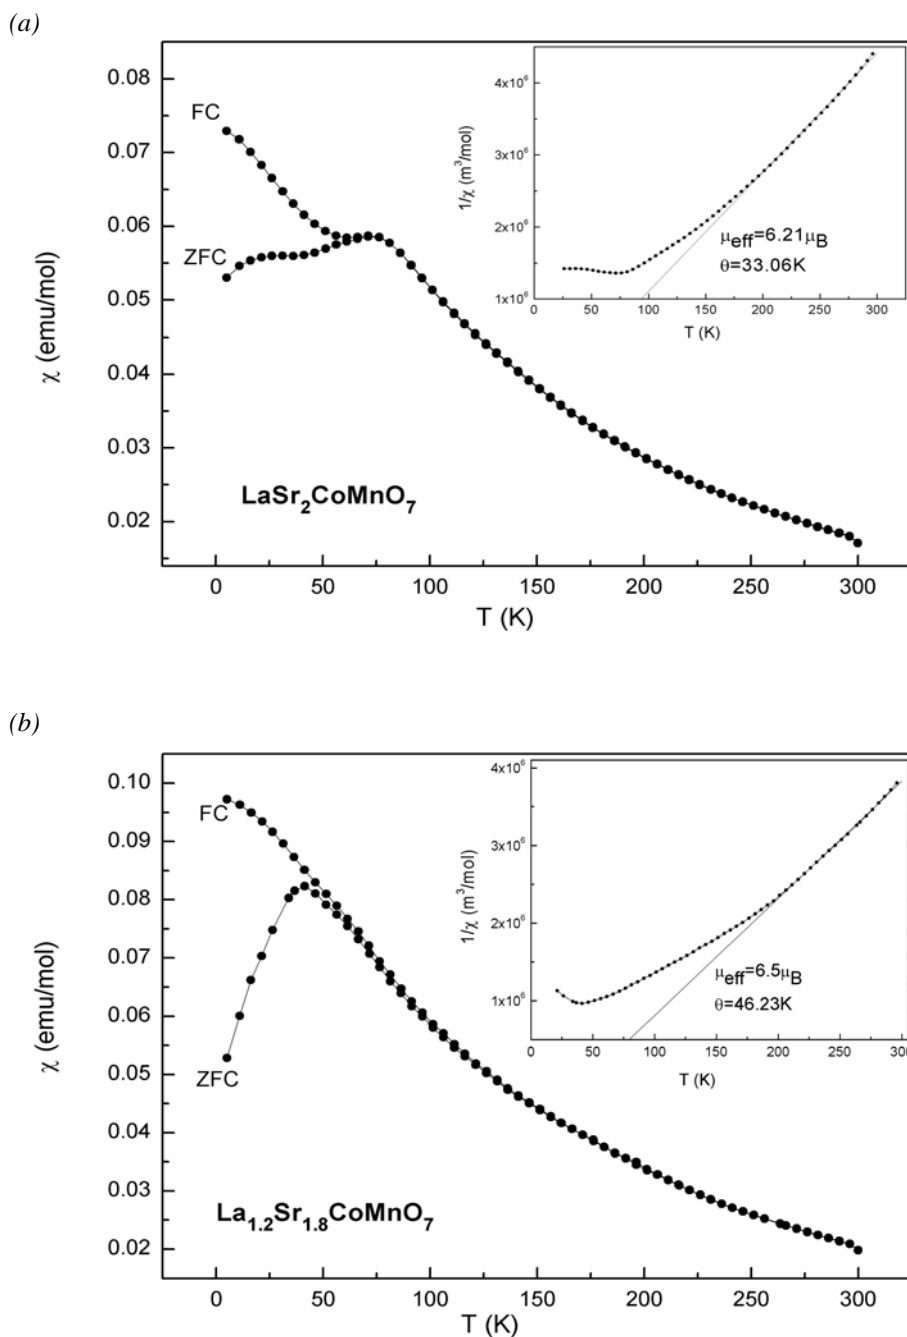 (a)
0.08
0.07
0.06
0.05
0.04
0.03
0.02
χ (emu/mol)
FC
ZFC
LaSr₂CoMnO₇
0 50 100 150 200 250 300
T (K)
4x10⁶
3x10⁶
2x10⁶
1x10⁶
1/χ (m³/mol)
μeff=6.21μB
θ=33.06K
0 50 100 150 200 250 300
T (K)
(b)
0.10
0.09
0.08
0.07
0.06
0.05
0.04
0.03
0.02
χ (emu/mol)
FC
ZFC
La₁.₂Sr₁.₈CoMnO₇
0 50 100 150 200 250 300
T (K)
4x10⁶
3x10⁶
2x10⁶
1x10⁶
1/χ (m³/mol)
μeff=6.5μB
θ=46.23K
0 50 100 150 200 250 300
T (K)